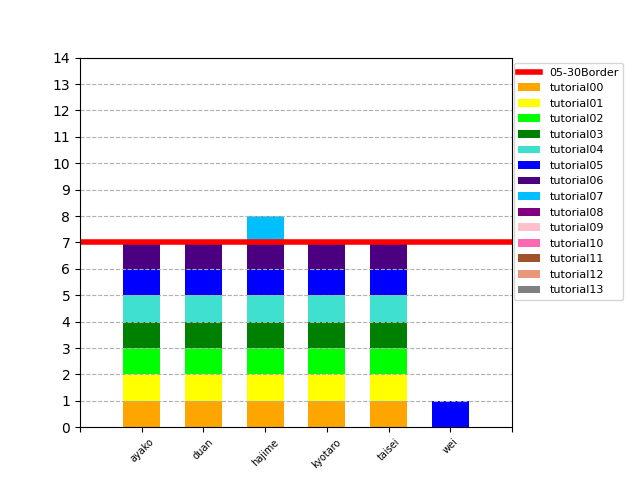 14
13
12
11
10
9
8
7
6
5
4
3
2
1
0
ayako
duan
hajime
kyotaro
taisei
wei
05-30Border
tutorial00
tutorial01
tutorial02
tutorial03
tutorial04
tutorial05
tutorial06
tutorial07
tutorial08
tutorial09
tutorial10
tutorial11
tutorial12
tutorial13